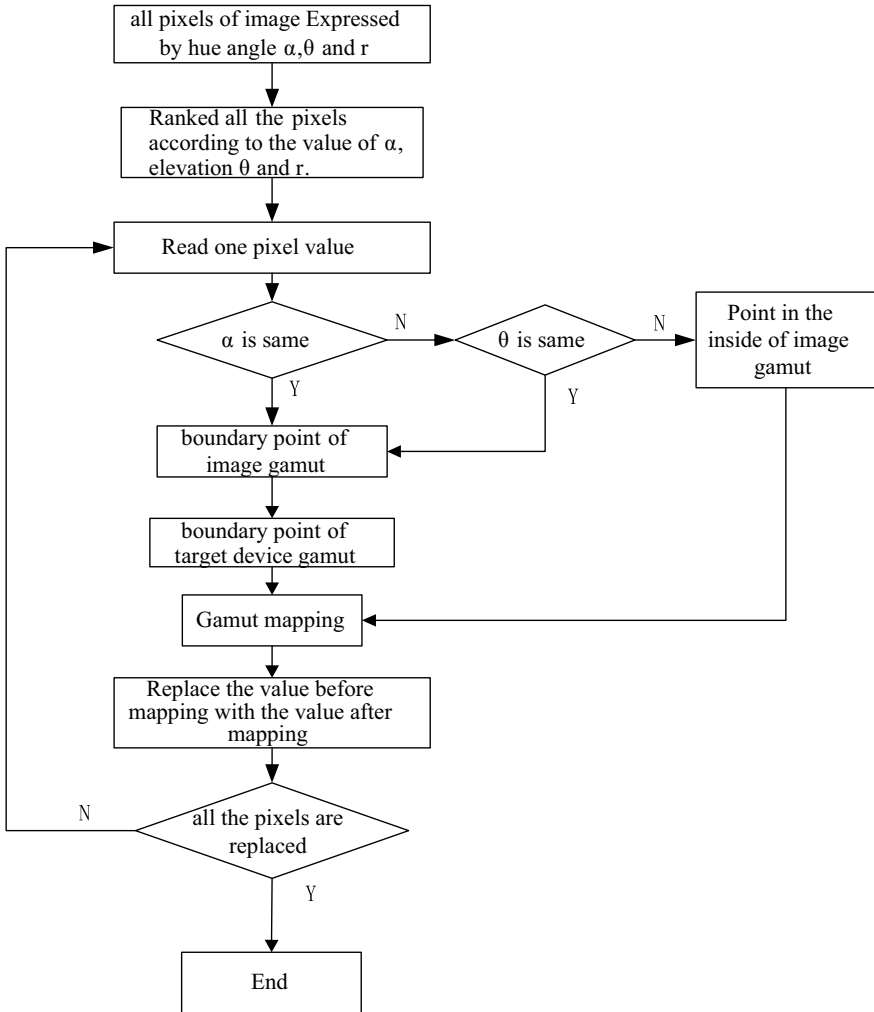 all pixels of image Expressed
by hue angle α,θ and r
Ranked all the pixels
according to the value of α,
elevation θ and r.
Read one pixel value
α is same
N
θ is same
N
Point in the
inside of image
gamut
Y
Y
boundary point of
image gamut
boundary point of
target device gamut
Gamut mapping
Replace the value before
mapping with the value after
mapping
N
all the pixels are
replaced
Y
End